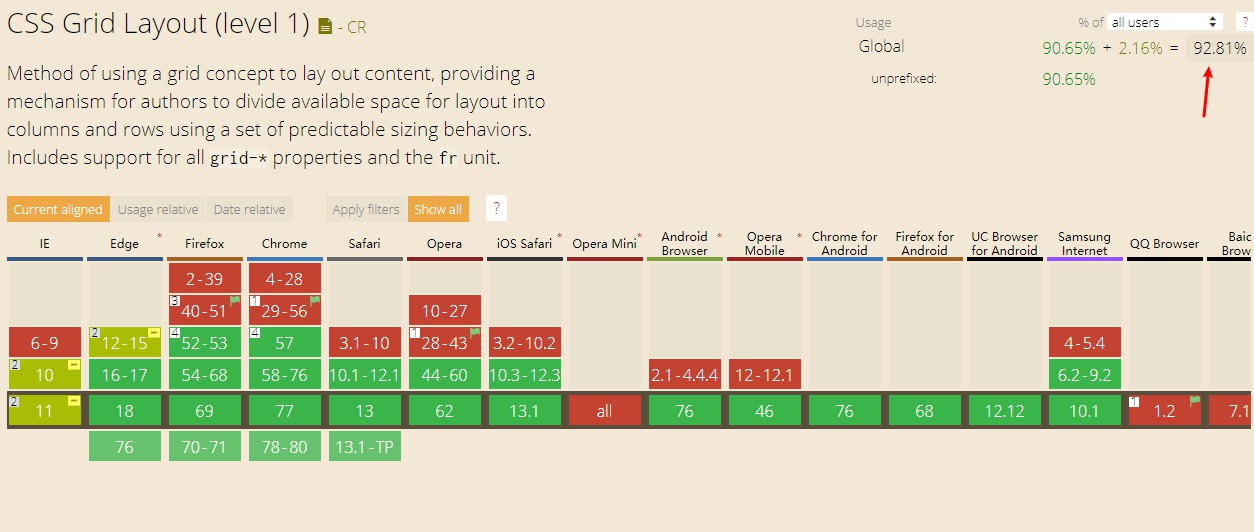 CSS Grid Layout (level 1) - CR
Usage % of all users ?
Global 90.65% + 2.16% = 92.81%
unprefixed: 90.65%
Method of using a grid concept to lay out content, providing a
mechanism for authors to divide available space for layout into
columns and rows using a set of predictable sizing behaviors.
Includes support for all grid-* properties and the fr unit.
Current aligned Usage relative Date relative Apply filters Show all ?
IE Edge * Firefox Chrome Safari Opera iOS Safari * Opera Mini * Android Browser * Opera Mobile * Chrome for Android Firefox for Android UC Browser for Android Samsung Internet QQ Browser Baic Brow
2-39 4-28
3 40-51 1 29-56 10-27
6-9 2 12-15 4 52-53 4 57 3.1-10 1 28-43 3.2-10.2 4-5.4
2 10 16-17 54-68 58-76 10.1-12.1 44-60 10.3-12.3 2.1-4.4.4 12-12.1 6.2-9.2
2 11 18 69 77 13 62 13.1 all 76 46 76 68 12.12 10.1 1 1.2 7.1
76 70-71 78-80 13.1-TP